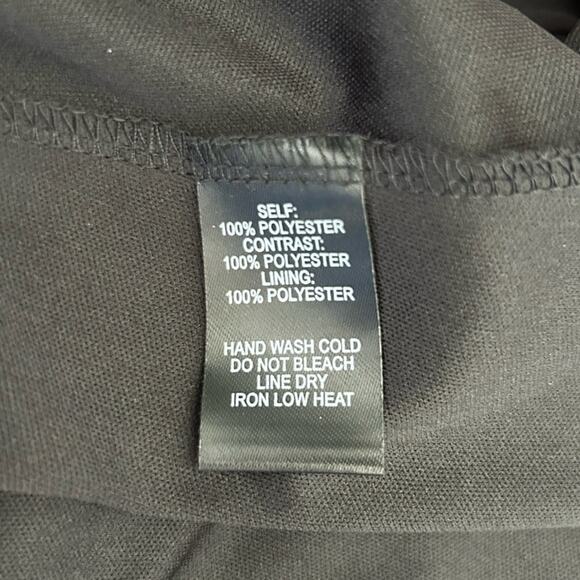 SELF:
100% POLYESTER
CONTRAST:
100% POLYESTER
LINING:
100% POLYESTER
HAND WASH COLD
DO NOT BLEACH
LINE DRY
IRON LOW HEAT